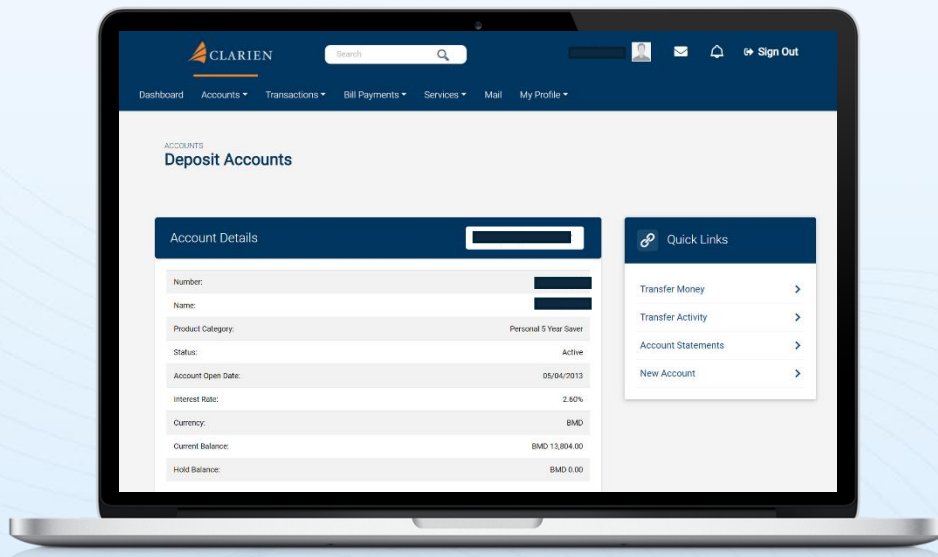 CLARIEN
Search
Sign Out
Dashboard Accounts Transactions Bill Payments Services Mail My Profile
ACCOUNTS
Deposit Accounts
Account Details
Number:
Name:
Product Category: Personal 5 Year Saver
Status: Active
Account Open Date: 05/04/2013
Interest Rate: 2.60%
Currency: BMD
Current Balance: BMD 13,804.00
Hold Balance: BMD 0.00
Quick Links
Transfer Money
Transfer Activity
Account Statements
New Account